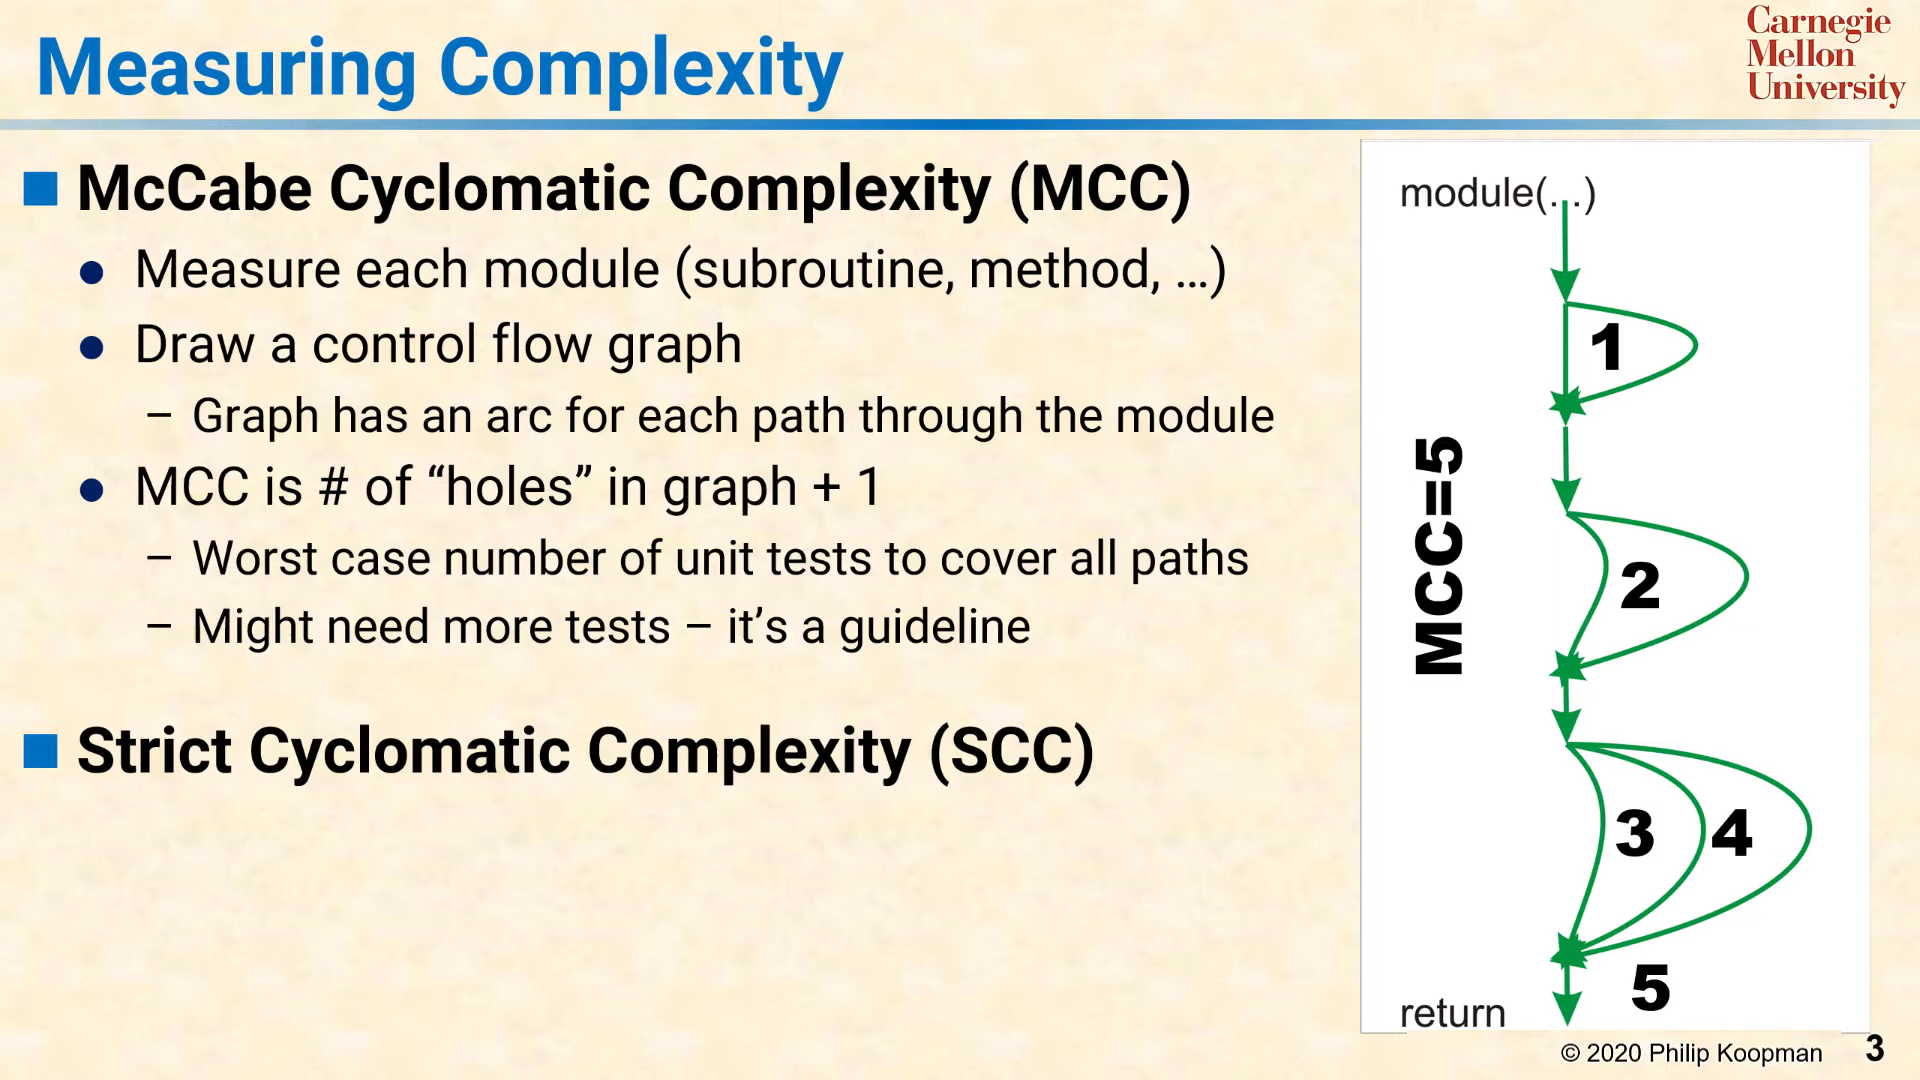 Measuring Complexity
Carnegie
Mellon
University
McCabe Cyclomatic Complexity (MCC)
Measure each module (subroutine, method, …)
Draw a control flow graph
– Graph has an arc for each path through the module
MCC is # of “holes” in graph + 1
– Worst case number of unit tests to cover all paths
– Might need more tests – it’s a guideline
Strict Cyclomatic Complexity (SCC)
module(...)
1
MCC=5
2
3
4
5
return
© 2020 Philip Koopman
3